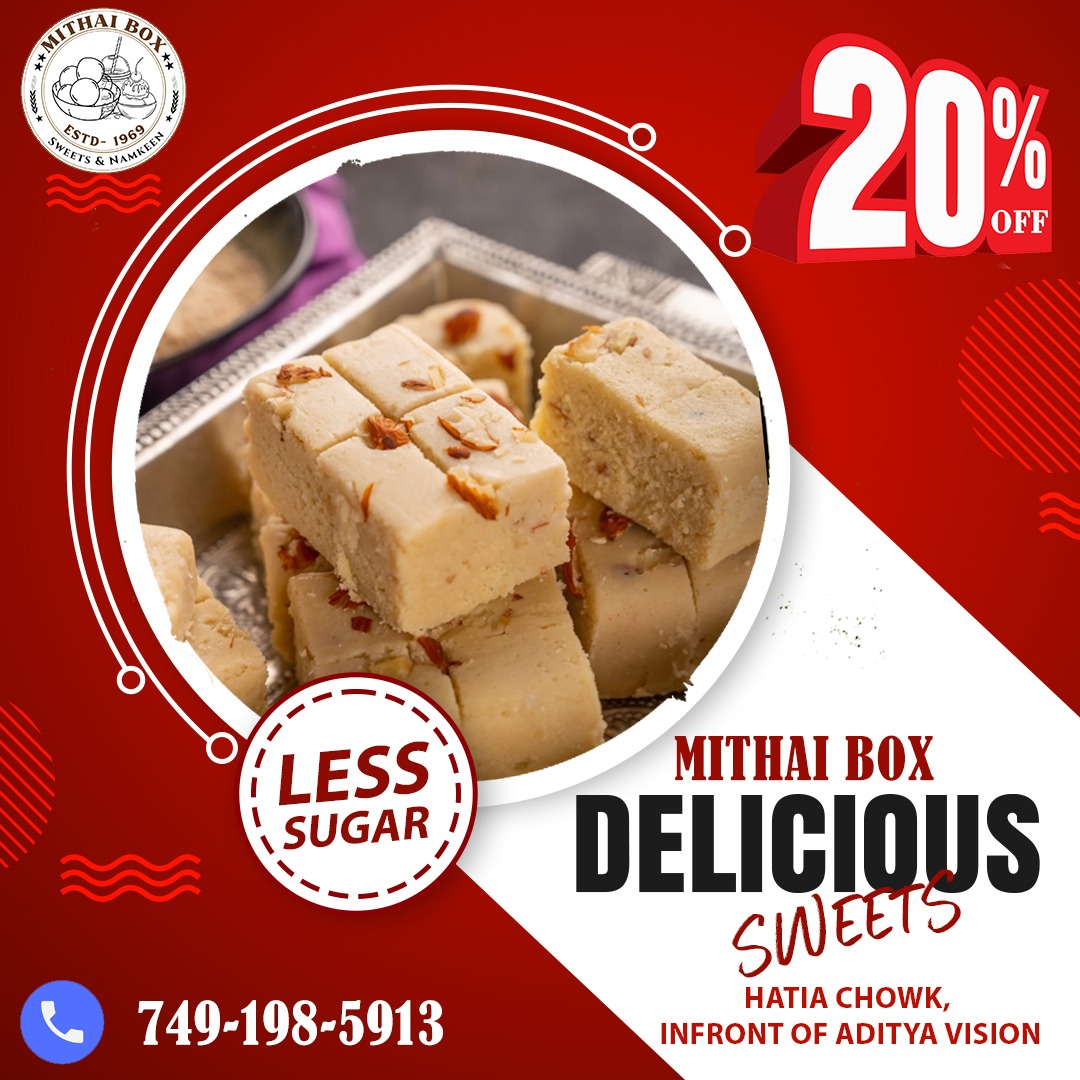 MITHAI BOX
ESTD- 1969
SWEETS & NAMKEEN
20%
OFF
LESS
SUGAR
MITHAI BOX
DELICIOUS
SWEETS
HATIA CHOWK,
INFRONT OF ADITYA VISION
749-198-5913